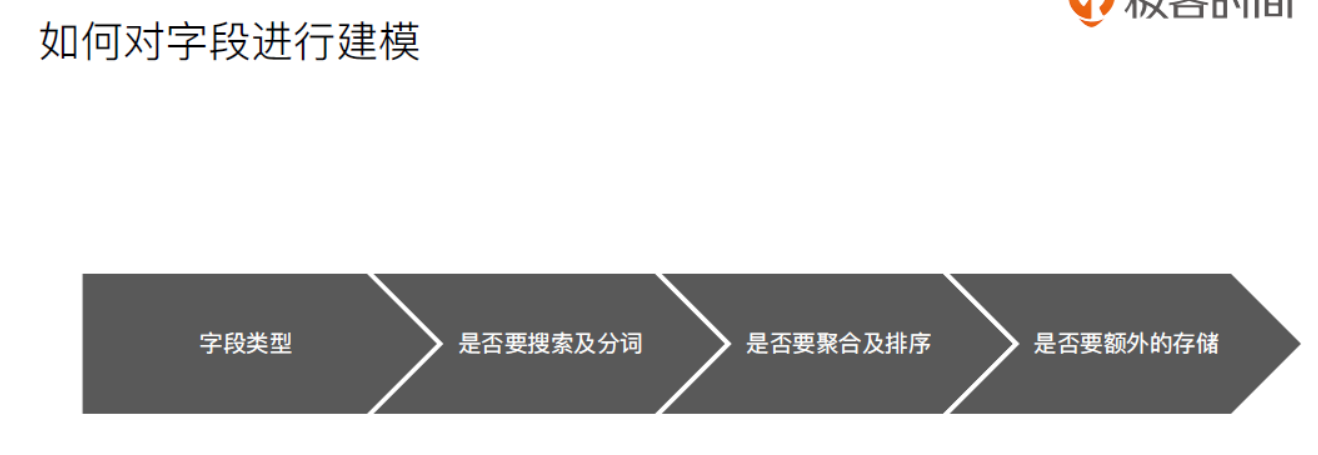 极客时间
如何对字段进行建模
字段类型
是否要搜索及分词
是否要聚合及排序
是否要额外的存储